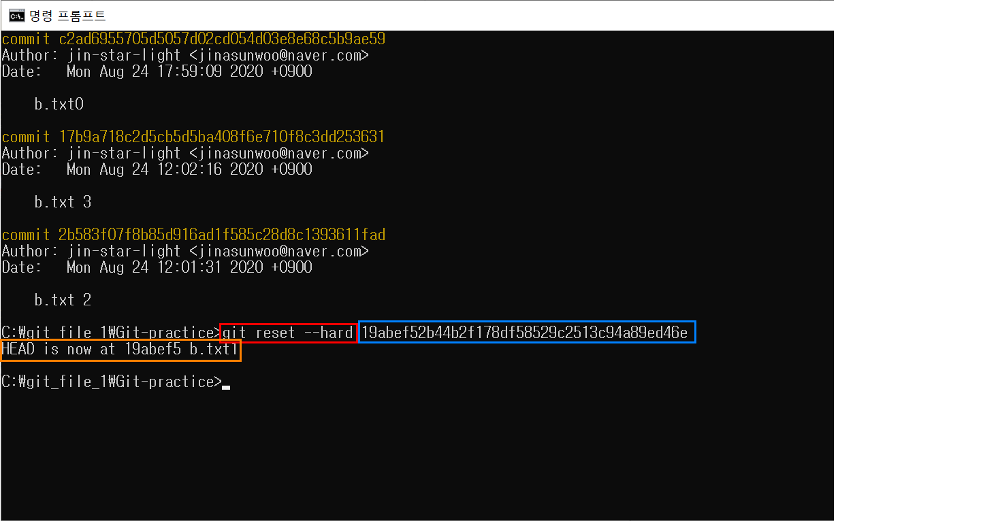 명령 프롬프트
commit c2ad6955705d5057d02cd054d03e8e68c5b9ae59
Author: jin-star-light <jinasunwoo@naver.com>
Date:   Mon Aug 24 17:59:09 2020 +0900
b.txt0
commit 17b9a718c2d5cb5d5ba408f6e710f8c3dd253631
Author: jin-star-light <jinasunwoo@naver.com>
Date:   Mon Aug 24 12:02:16 2020 +0900
b.txt 3
commit 2b583f07f8b85d916ad1f585c28d8c1393611fad
Author: jin-star-light <jinasunwoo@naver.com>
Date:   Mon Aug 24 12:01:31 2020 +0900
b.txt 2
C:₩git_file_1₩Git-practice>git reset --hard 19abef52b44b2f178df58529c2513c94a89ed46e
HEAD is now at 19abef5 b.txt1
C:₩git_file_1₩Git-practice>